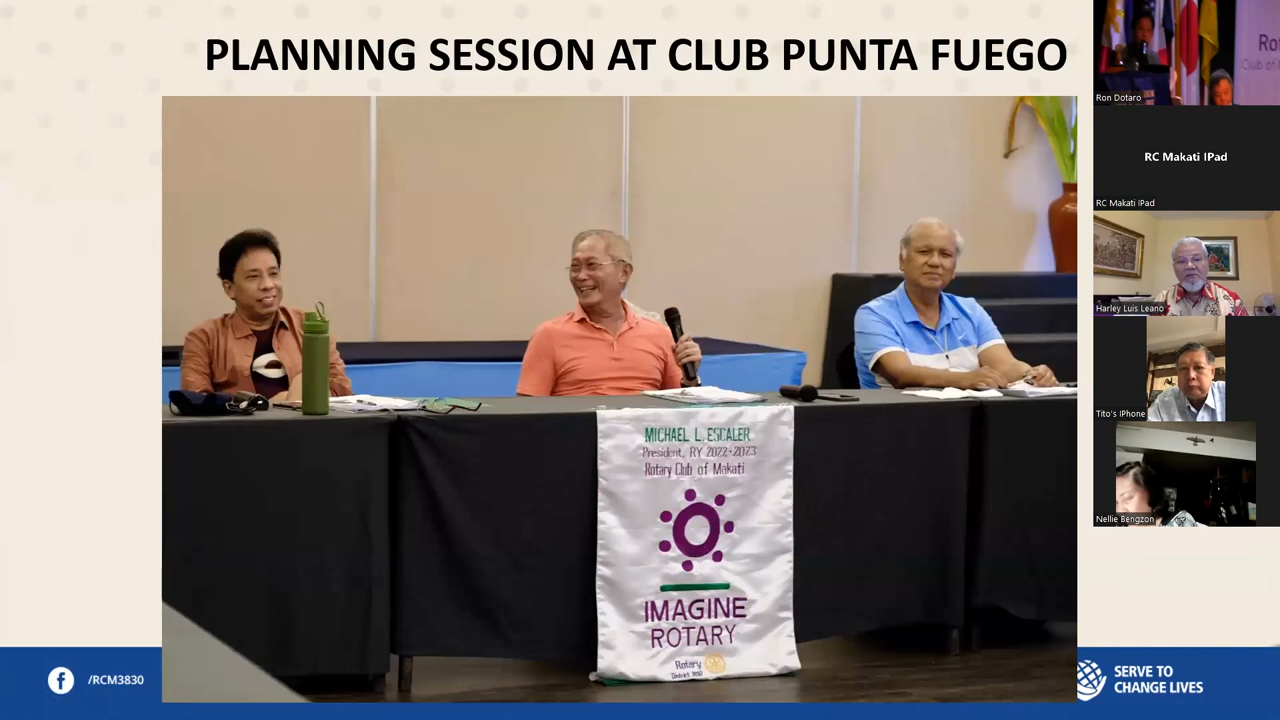 PLANNING SESSION AT CLUB PUNTA FUEGO
MICHAEL L. ESCALER
President, RY 2022-2023
Rotary Club of Makati
IMAGINE
ROTARY
Rotary
District 3830
/RCM3830
SERVE TO
CHANGE LIVES
Ron Dotaro
RC Makati IPad
RC Makati IPad
Harley Luis Leano
Tito's IPhone
Nellie Bengzon